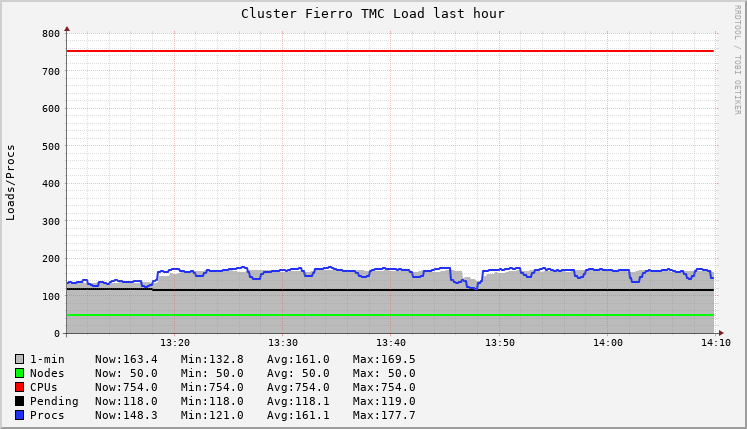 Cluster Fierro TMC Load last hour
RRDTOOL / TOBI OETIKER
Loads/Procs
800
700
600
500
400
300
200
100
0
13:20 13:30 13:40 13:50 14:00 14:10
1-min Now:163.4 Min:132.8 Avg:161.0 Max:169.5
Nodes Now: 50.0 Min: 50.0 Avg: 50.0 Max: 50.0
CPUs Now:754.0 Min:754.0 Avg:754.0 Max:754.0
Pending Now:118.0 Min:118.0 Avg:118.1 Max:119.0
Procs Now:148.3 Min:121.0 Avg:161.1 Max:177.7